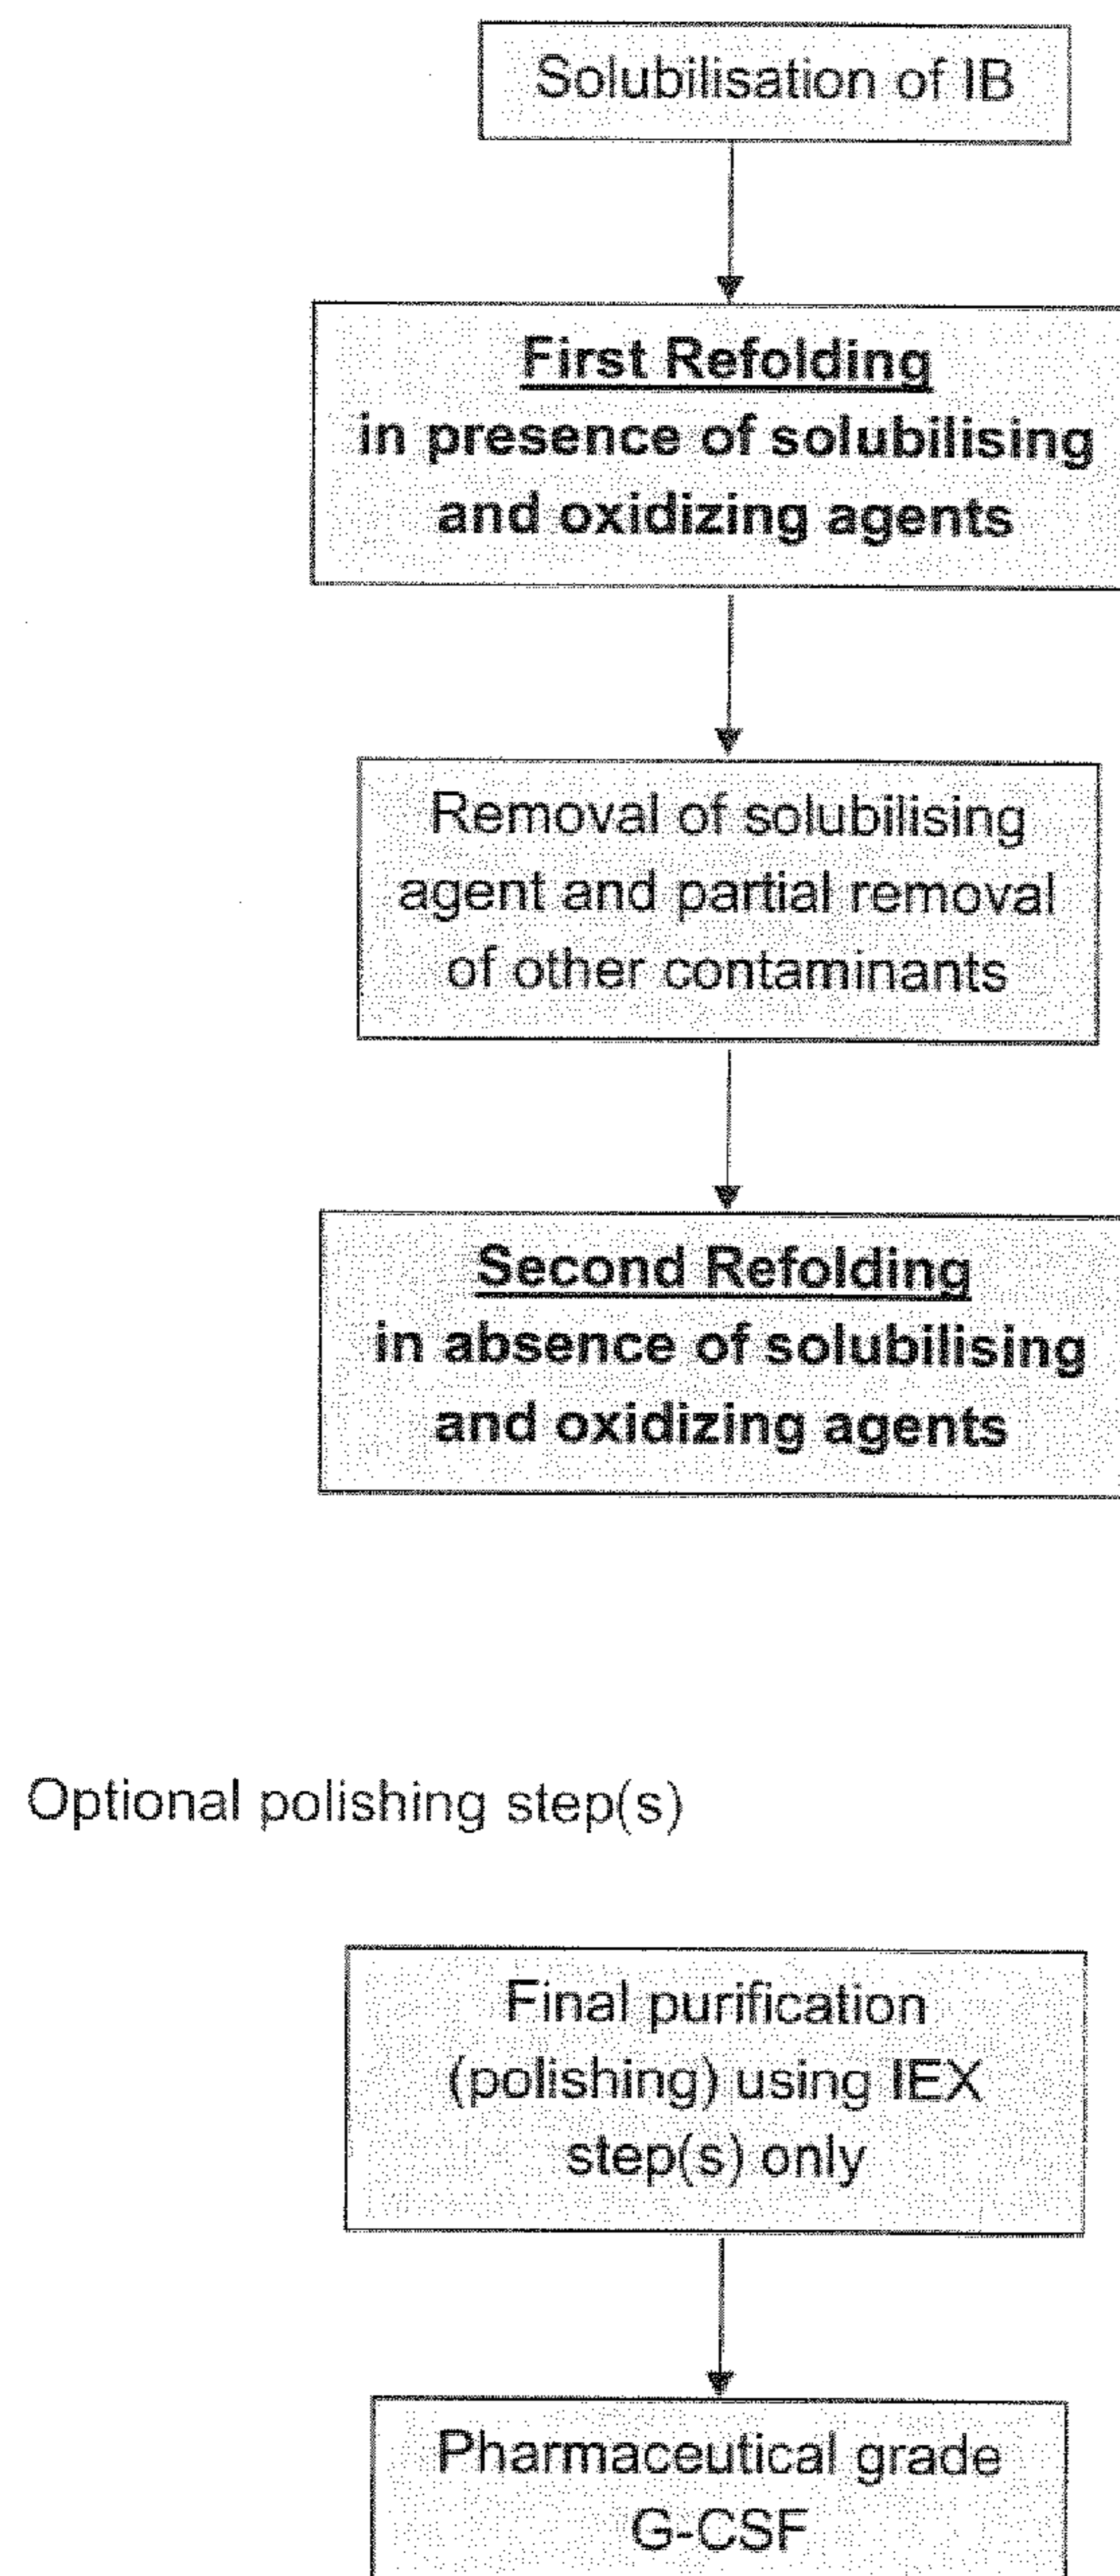 Solubilisation of IB
First Refolding
in presence of solubilising
and oxidizing agents
Removal of solubilising
agent and partial removal
of other contaminants
Second Refolding
in absence of solubilising
and oxidizing agents
Optional polishing step(s)
Final purification
(polishing) using IEX
step(s) only
Pharmaceutical grade
G-CSF